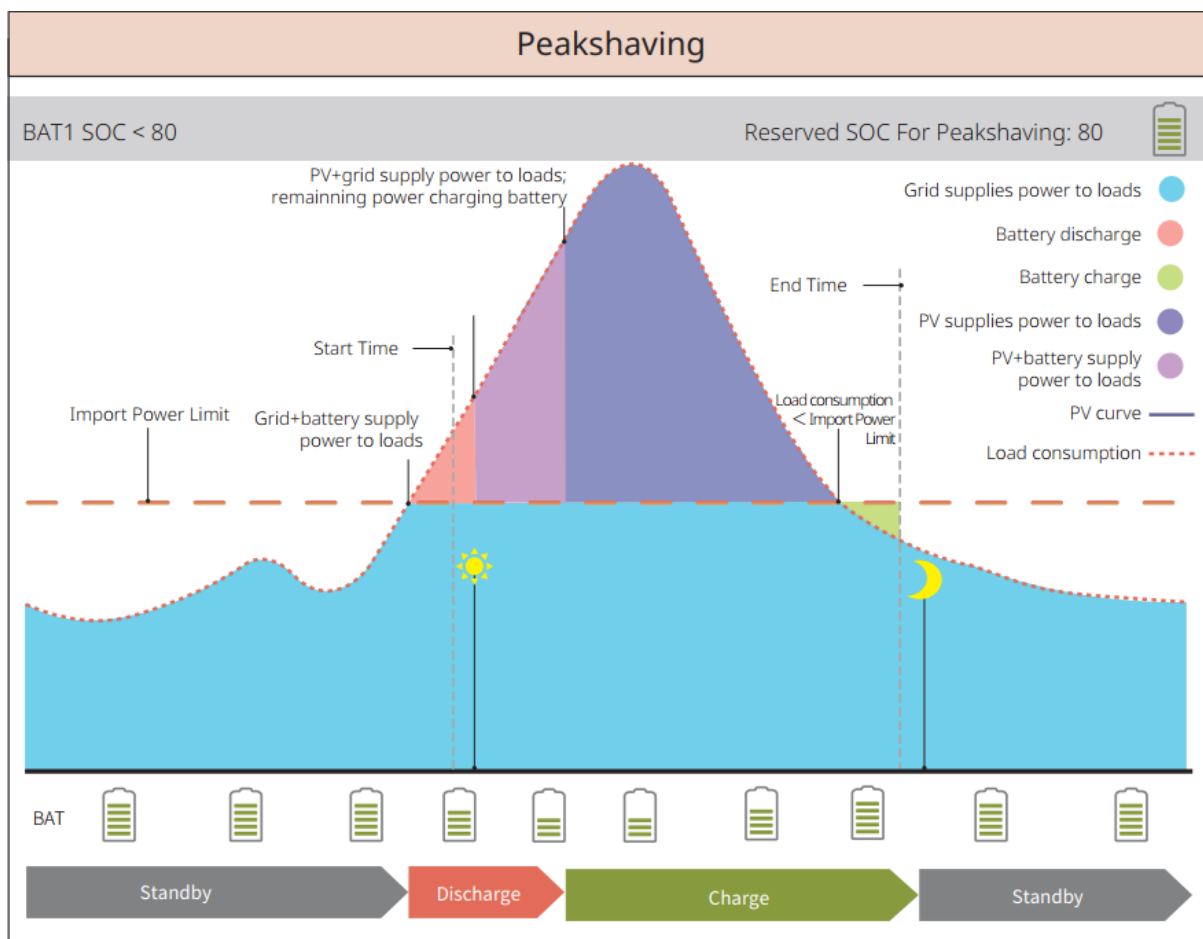 Peakshaving
BAT1 SOC < 80
Reserved SOC For Peakshaving: 80
PV+grid supply power to loads;
remainning power charging battery
Grid supplies power to loads
Battery discharge
Battery charge
PV supplies power to loads
PV+battery supply
power to loads
PV curve
Load consumption
End Time
Start Time
Import Power Limit
Grid+battery supply
power to loads
Load consumption
< Import Power
Limit
BAT
Standby
Discharge
Charge
Standby